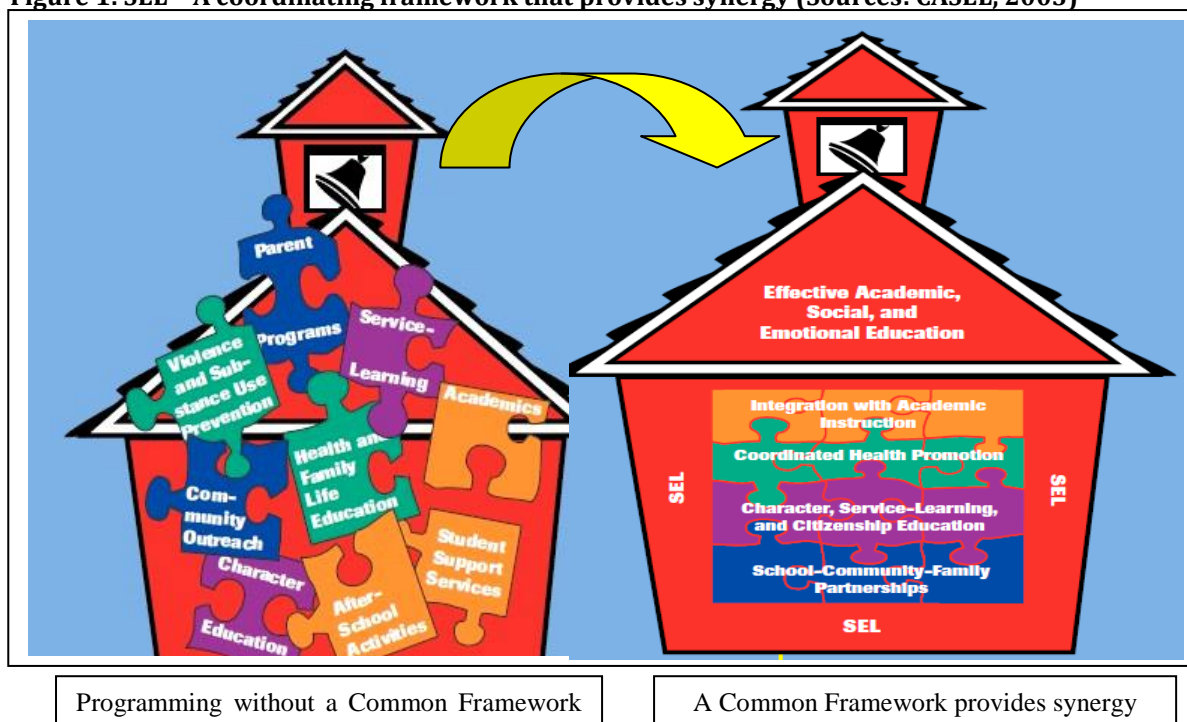 Figure 1: SEL – A coordinating framework that provides synergy (Sources: CASEL, 2003)
Parent
Programs
Service-
Learning
Violence
and Sub-
stance Use
Prevention
Academics
Health and
Family
Life
Education
Com-
munity
Outreach
Student
Support
Services
Character
Education
After-
School
Activities
Effective Academic,
Social, and
Emotional Education
Integration with Academic
Instruction
Coordinated Health Promotion
Character, Service-Learning,
and Citizenship Education
School-Community-Family
Partnerships
SEL
SEL
SEL
Programming without a Common Framework
A Common Framework provides synergy